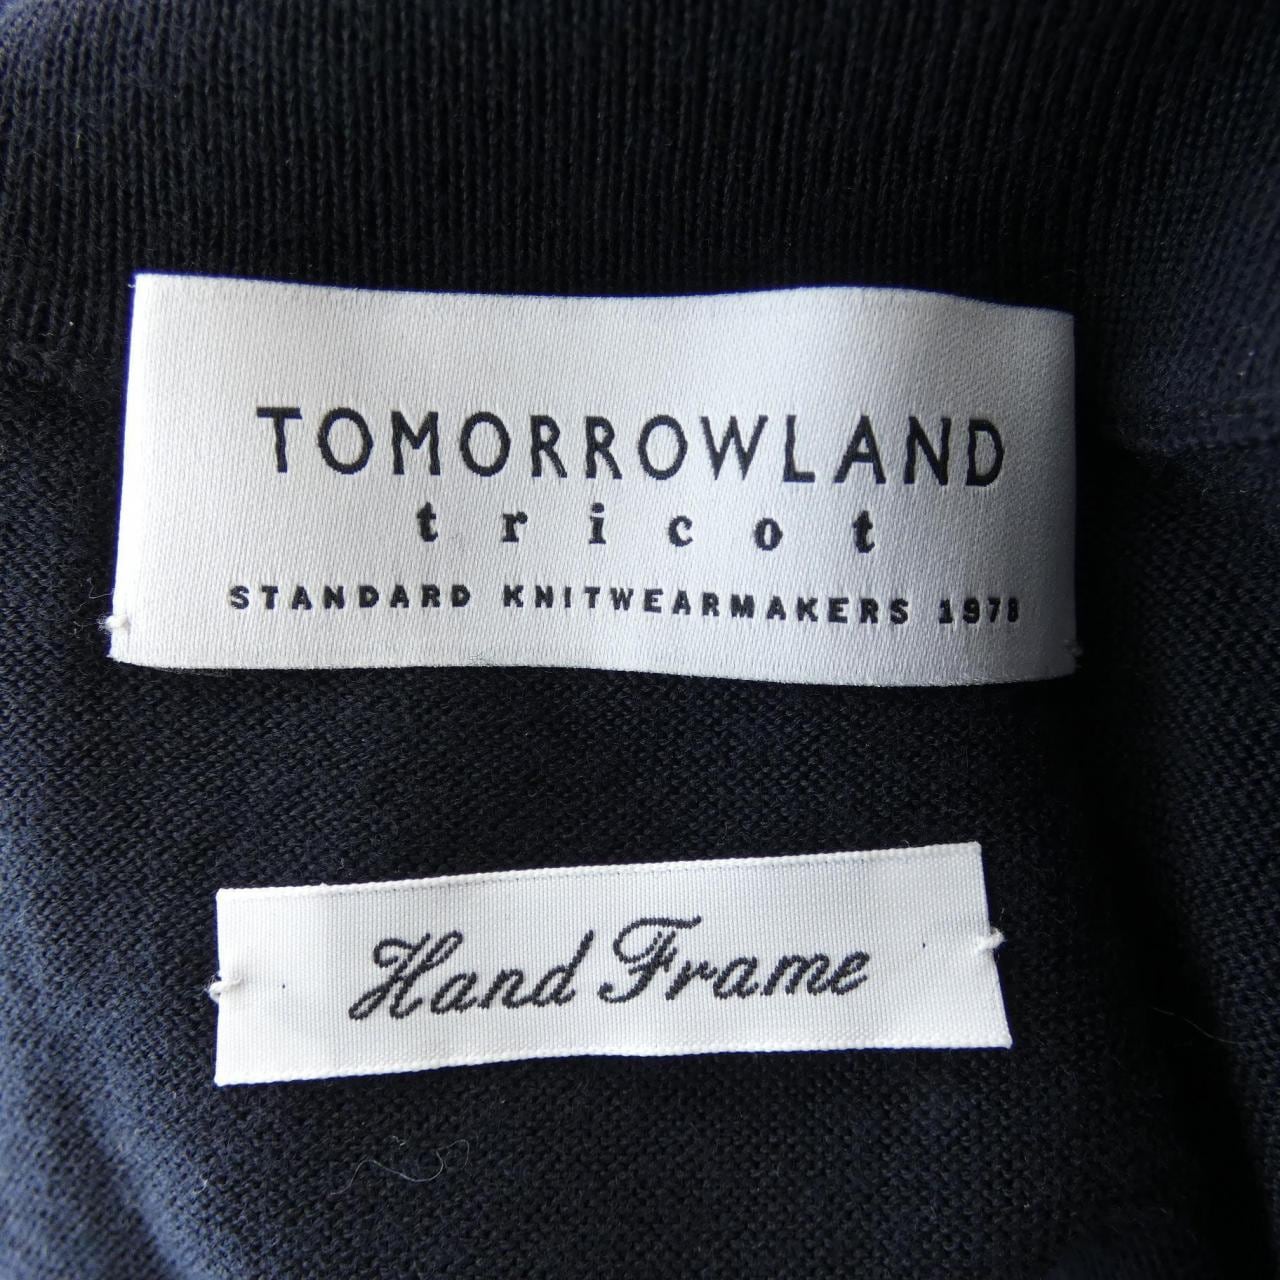 TOMORROWLAND
tricot
STANDARD KNITWEARMAKERS 1978
Hand Frame